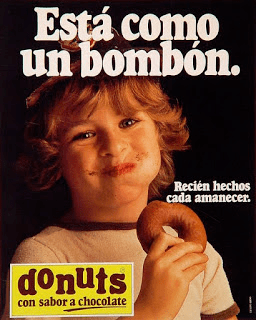 Está como
un bombón.
Recién hechos
cada amanecer.
donuts
con sabor a chocolate